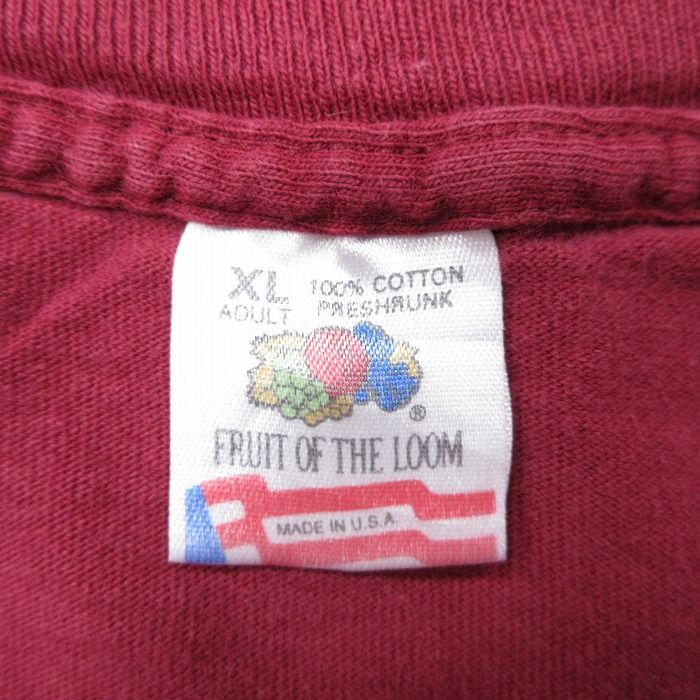 XL 100% COTTON
ADULT PRESHRUNK
®
FRUIT OF THE LOOM
MADE IN U.S.A.